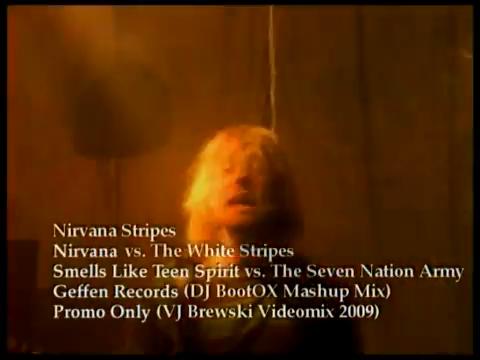 Nirvana Stripes
Nirvana vs. The White Stripes
Smells Like Teen Spirit vs. The Seven Nation Army
Geffen Records (DJ BootOX Mashup Mix)
Promo Only (VJ Brewski Videomix 2009)